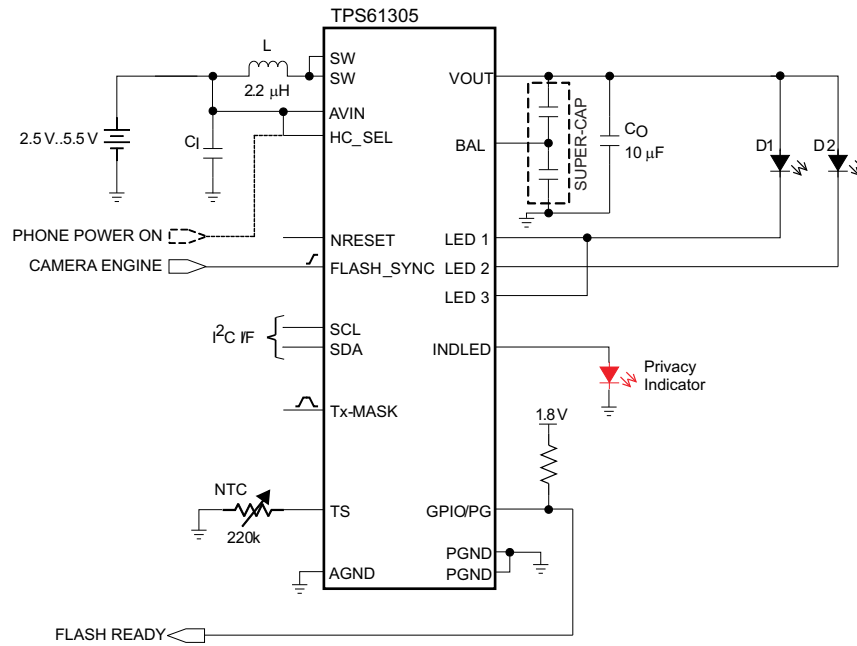 TPS61305
L
2.2 μH
SW
SW
AVIN
HC_SEL
2.5 V..5.5 V
CI
PHONE POWER ON
NRESET
CAMERA ENGINE
FLASH_SYNC
I2C I/F
SCL
SDA
Tx-MASK
NTC
220k
TS
AGND
FLASH READY
VOUT
BAL
SUPER-CAP
CO
10 μF
D1
D2
LED 1
LED 2
LED 3
INDLED
Privacy
Indicator
1.8 V
GPIO/PG
PGND
PGND